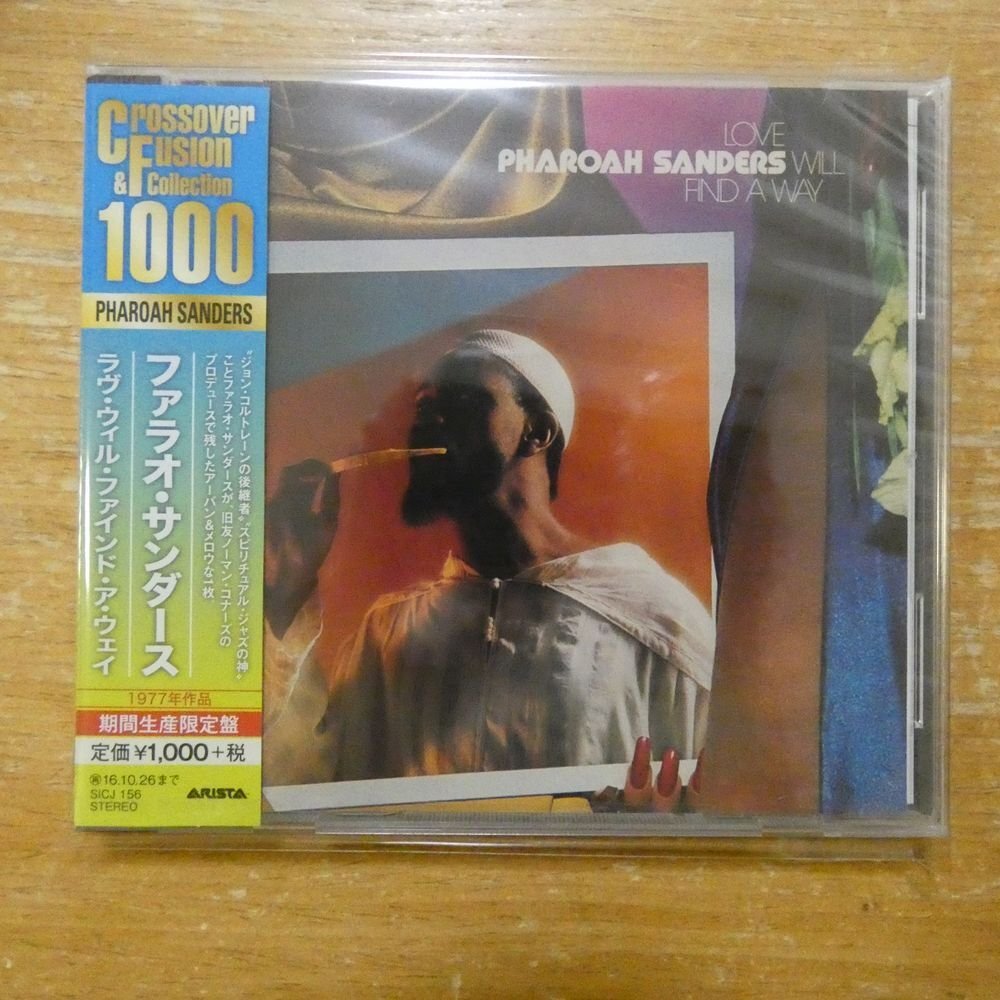 Crossover
& Fusion
Collection
1000
PHAROAH SANDERS
“ジョン・コルトレーンの後継者”“スピリチュアル・ジャズの神”
ことファラオ・サンダースが、旧友ノーマン・コナーズの
プロデュースで残したアーバン&メロウな1枚。
ファラオ・サンダース
ラヴ・ウィル・ファインド・ア・ウェイ
1977年作品
期間生産限定盤
定価¥1,000+税
16.10.26まで
SICJ 156
STEREO
ARISTA
LOVE
PHAROAH SANDERS WILL
FIND A WAY